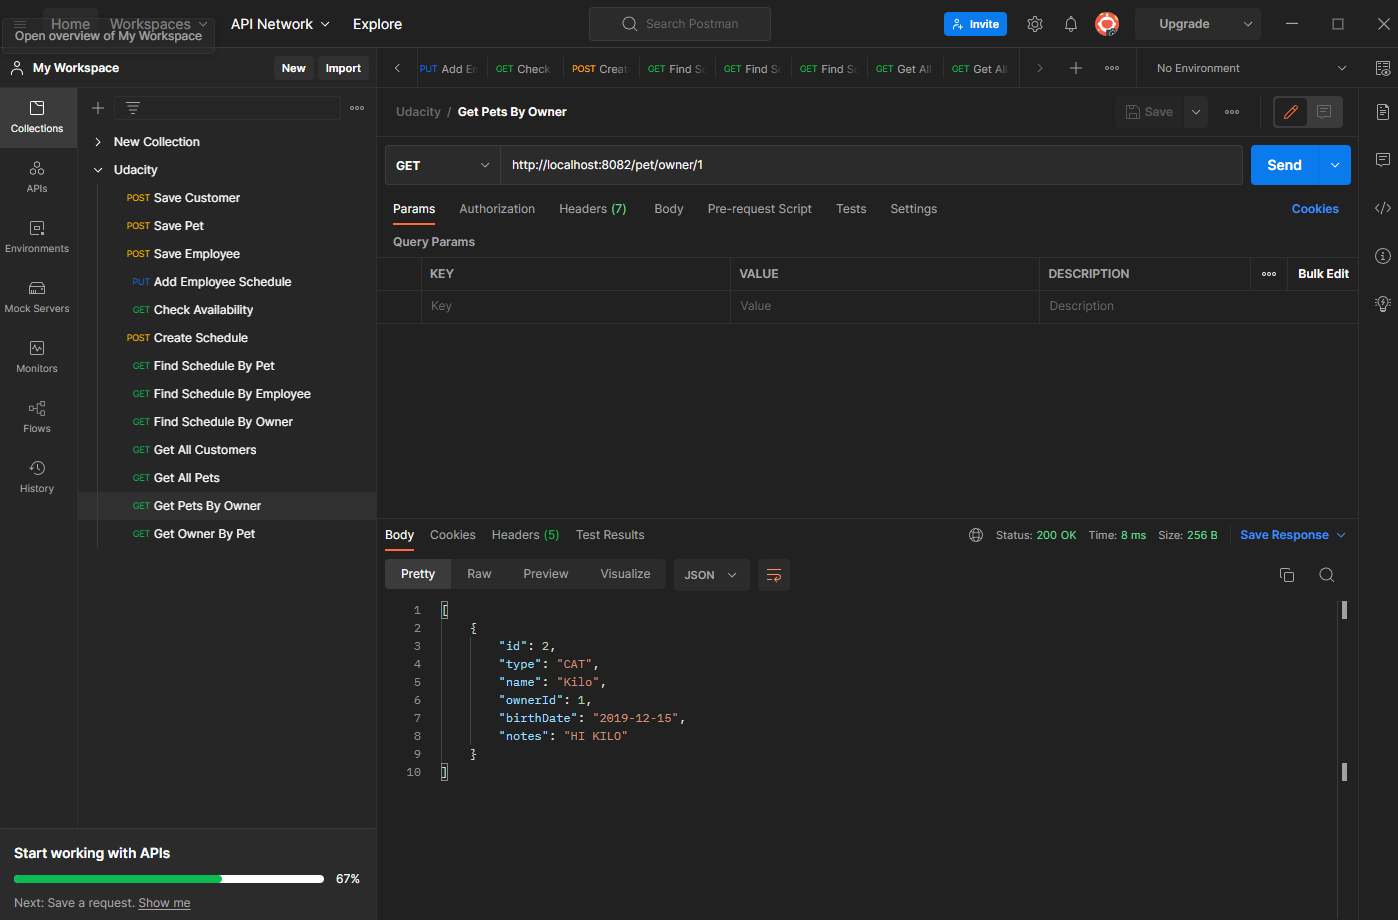 Home
Workspaces
API Network
Explore
Search Postman
Invite
Upgrade
Open overview of My Workspace
My Workspace
New
Import
PUT Add En
GET Check
POST Creat
GET Find Sc
GET Find Sc
GET Find Sc
GET Get All
GET Get All
No Environment
Collections
APIs
Environments
Mock Servers
Monitors
Flows
History
New Collection
Udacity
POST Save Customer
POST Save Pet
POST Save Employee
PUT Add Employee Schedule
GET Check Availability
POST Create Schedule
GET Find Schedule By Pet
GET Find Schedule By Employee
GET Find Schedule By Owner
GET Get All Customers
GET Get All Pets
GET Get Pets By Owner
GET Get Owner By Pet
Start working with APIs
67%
Next: Save a request. Show me
Udacity / Get Pets By Owner
Save
GET
http://localhost:8082/pet/owner/1
Send
Params
Authorization
Headers (7)
Body
Pre-request Script
Tests
Settings
Cookies
Query Params
KEY
VALUE
DESCRIPTION
Bulk Edit
Key
Value
Description
Body
Cookies
Headers (5)
Test Results
Status: 200 OK
Time: 8 ms
Size: 256 B
Save Response
Pretty
Raw
Preview
Visualize
JSON
1 [
2 {
3 "id": 2,
4 "type": "CAT",
5 "name": "Kilo",
6 "ownerId": 1,
7 "birthDate": "2019-12-15",
8 "notes": "HI KILO"
9 }
10 ]